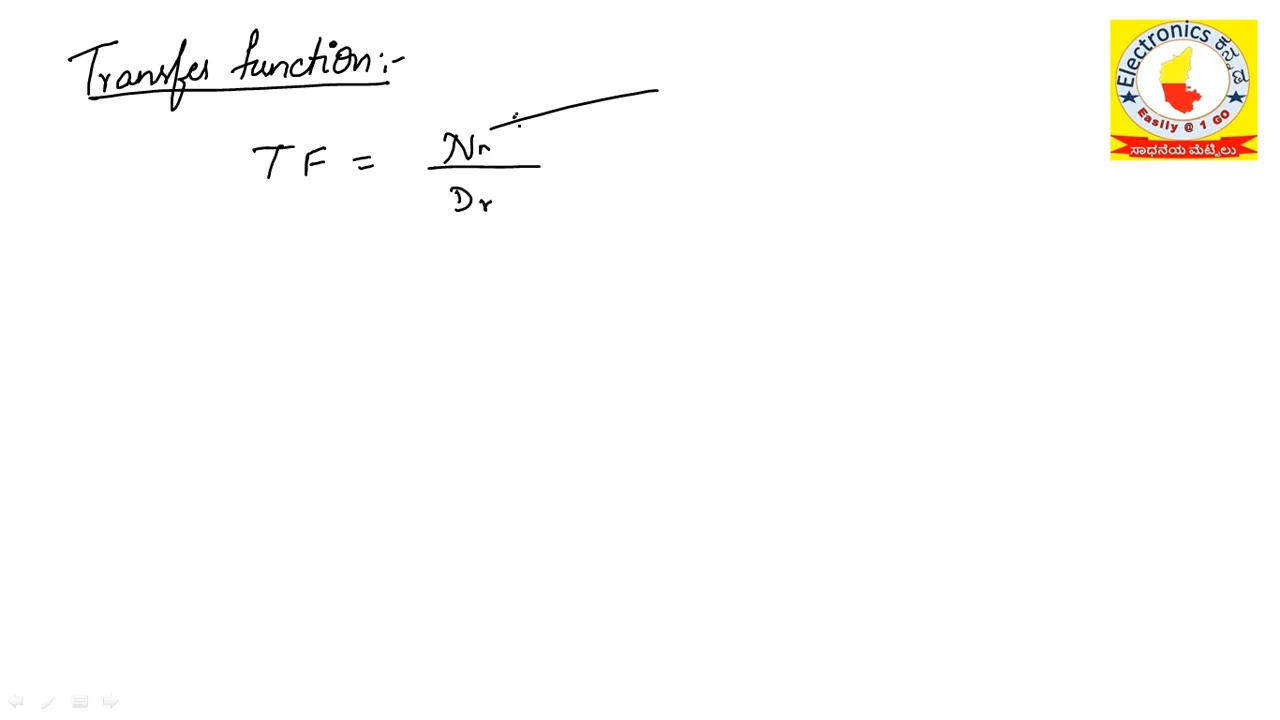 Transfer function:-
TF = Nr
Dr
Electronics ಕನ್ನಡ
Easily @ 1 GO
ಸಾಧನೆಯ ಮೆಟ್ಟಿಲು